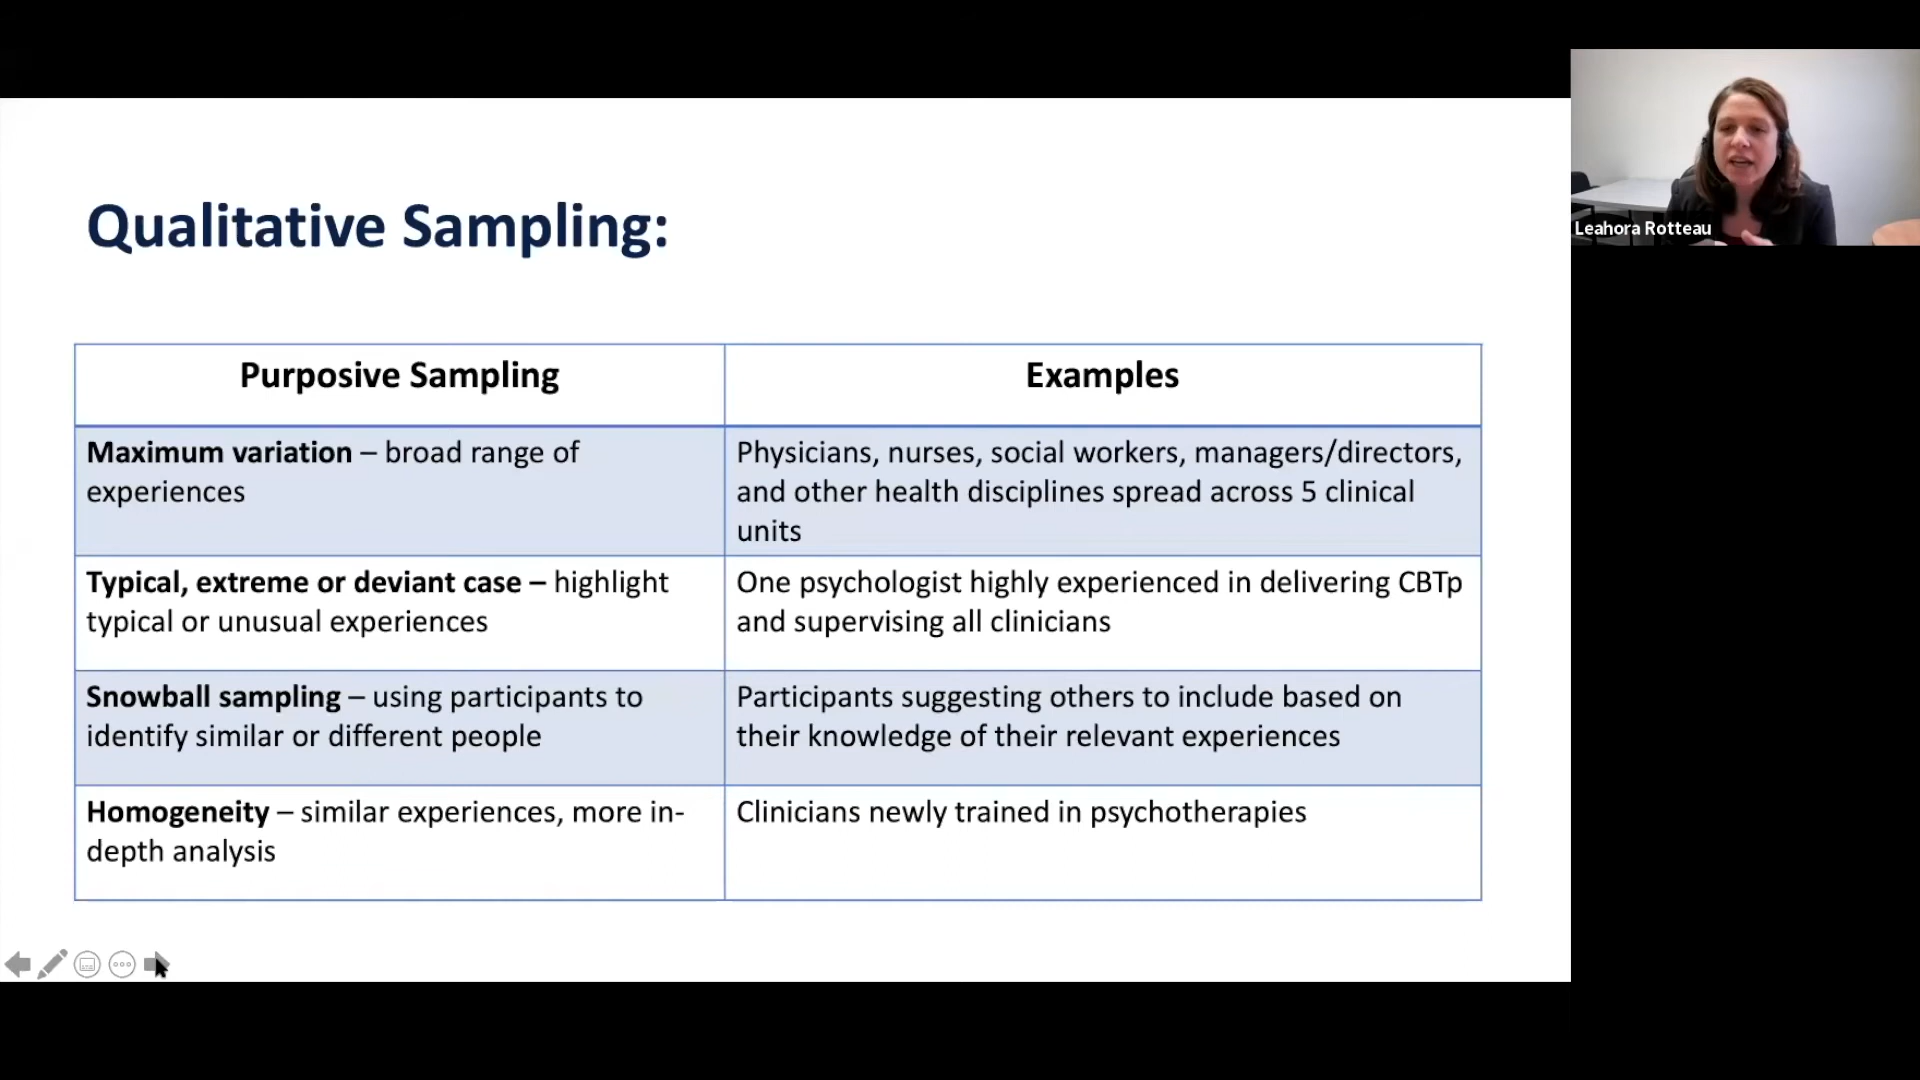 Qualitative Sampling:
Purposive Sampling
Examples
Maximum variation – broad range of
experiences
Physicians, nurses, social workers, managers/directors,
and other health disciplines spread across 5 clinical
units
Typical, extreme or deviant case – highlight
typical or unusual experiences
One psychologist highly experienced in delivering CBTp
and supervising all clinicians
Snowball sampling – using participants to
identify similar or different people
Participants suggesting others to include based on
their knowledge of their relevant experiences
Homogeneity – similar experiences, more in-
depth analysis
Clinicians newly trained in psychotherapies
Leahora Rotteau